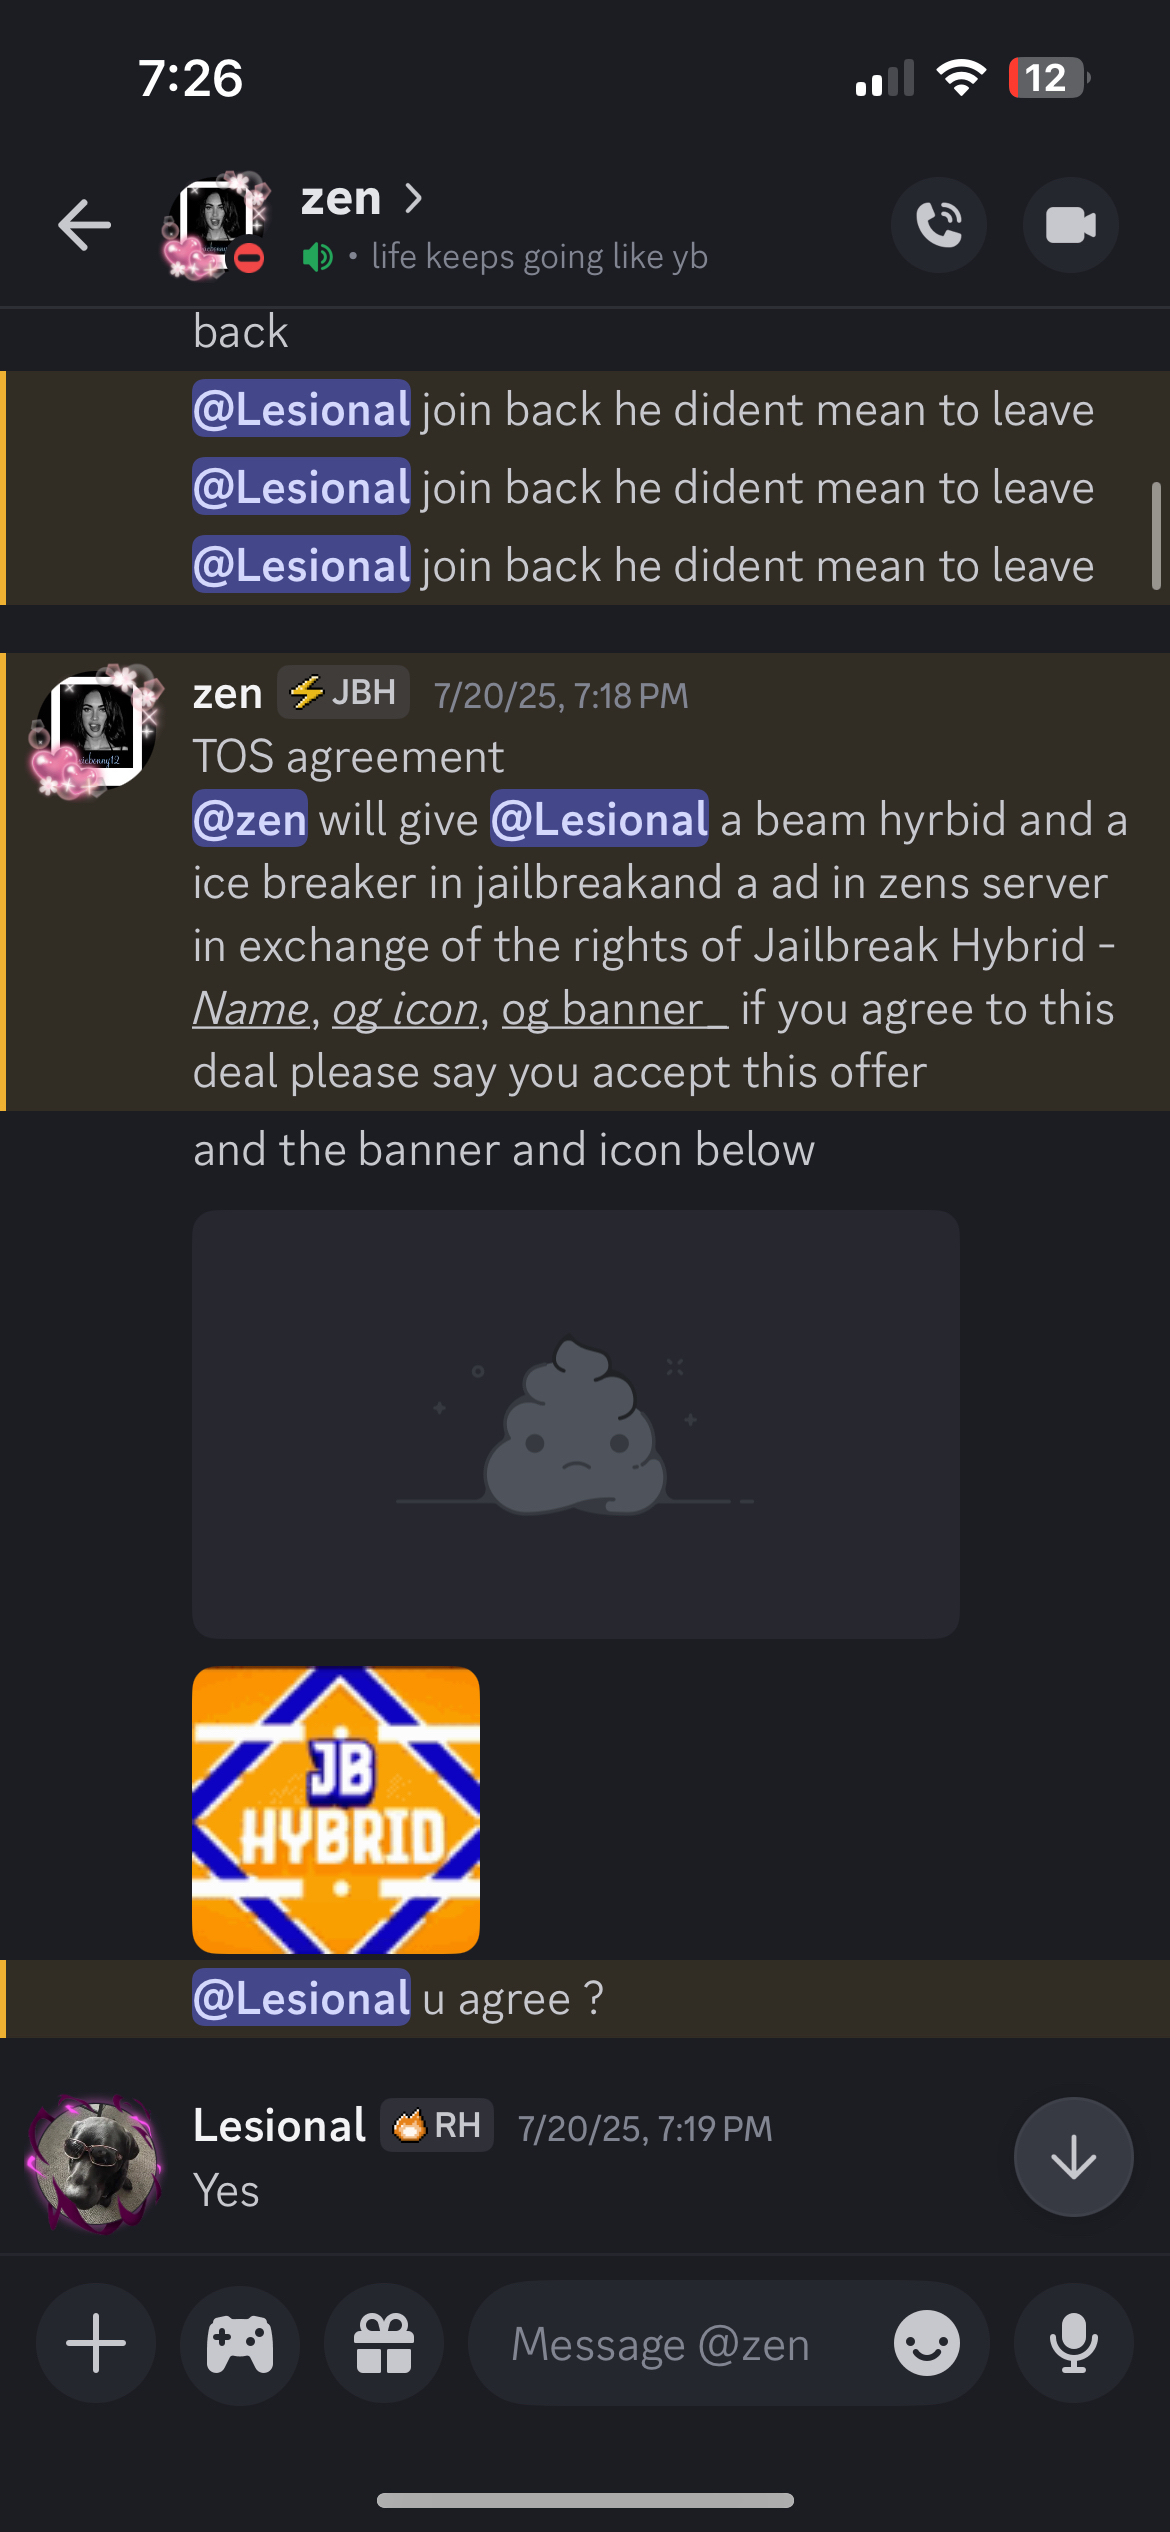 7:26
12
zen
• life keeps going like yb
back
@Lesional join back he dident mean to leave
@Lesional join back he dident mean to leave
@Lesional join back he dident mean to leave
zen JBH 7/20/25, 7:18 PM
TOS agreement
@zen will give @Lesional a beam hyrbid and a
ice breaker in jailbreakand a ad in zens server
in exchange of the rights of Jailbreak Hybrid -
Name, og icon, og banner_ if you agree to this
deal please say you accept this offer
and the banner and icon below
JB
HYBRID
@Lesional u agree ?
Lesional RH 7/20/25, 7:19 PM
Yes
Message @zen